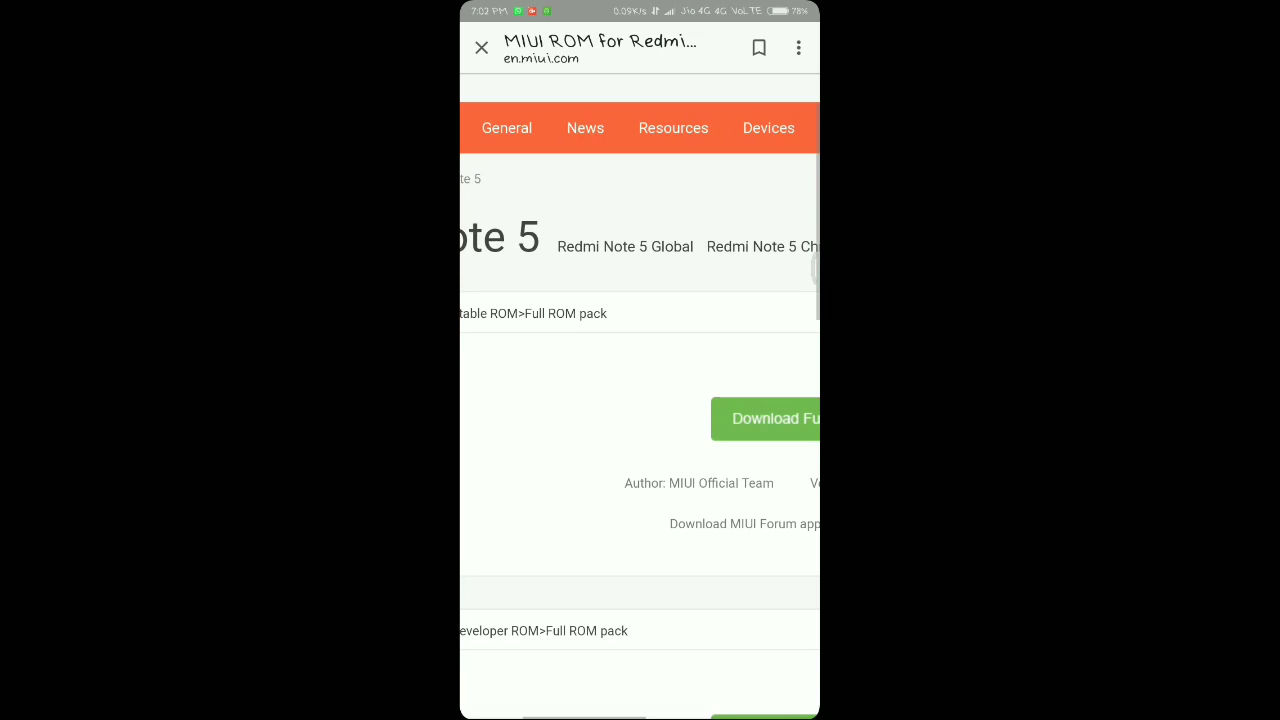 7:02 PM 0.09K/s Jio 4G 4G VoLTE 78%
MIUI ROM for Redmi...
en.miui.com
General News Resources Devices
te 5
ote 5 Redmi Note 5 Global Redmi Note 5 Ch
table ROM>Full ROM pack
Download Fu
Author: MIUI Official Team V
Download MIUI Forum app
eveloper ROM>Full ROM pack